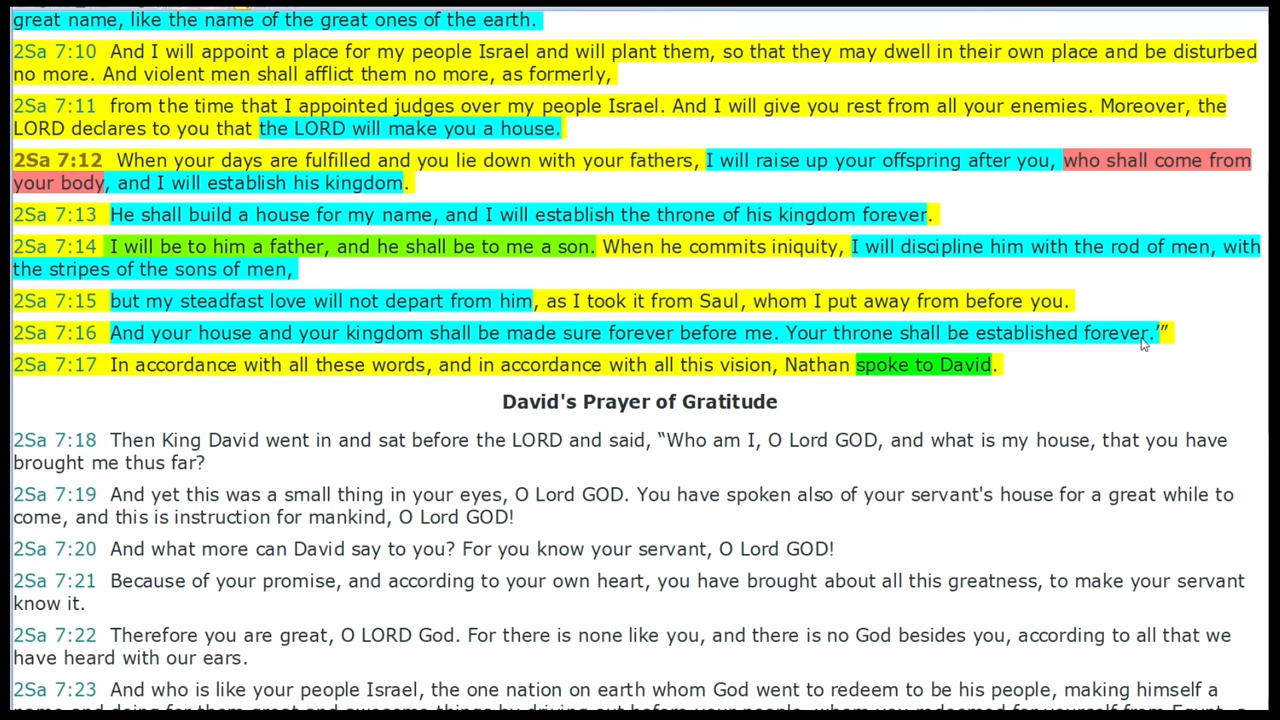 great name, like the name of the great ones of the earth.
2Sa 7:10 And I will appoint a place for my people Israel and will plant them, so that they may dwell in their own place and be disturbed
no more. And violent men shall afflict them no more, as formerly,
2Sa 7:11 from the time that I appointed judges over my people Israel. And I will give you rest from all your enemies. Moreover, the
LORD declares to you that the LORD will make you a house.
2Sa 7:12 When your days are fulfilled and you lie down with your fathers, I will raise up your offspring after you, who shall come from
your body, and I will establish his kingdom.
2Sa 7:13 He shall build a house for my name, and I will establish the throne of his kingdom forever.
2Sa 7:14 I will be to him a father, and he shall be to me a son. When he commits iniquity, I will discipline him with the rod of men, with
the stripes of the sons of men,
2Sa 7:15 but my steadfast love will not depart from him, as I took it from Saul, whom I put away from before you.
2Sa 7:16 And your house and your kingdom shall be made sure forever before me. Your throne shall be established forever.’”
2Sa 7:17 In accordance with all these words, and in accordance with all this vision, Nathan spoke to David.
David's Prayer of Gratitude
2Sa 7:18 Then King David went in and sat before the LORD and said, “Who am I, O Lord GOD, and what is my house, that you have
brought me thus far?
2Sa 7:19 And yet this was a small thing in your eyes, O Lord GOD. You have spoken also of your servant's house for a great while to
come, and this is instruction for mankind, O Lord GOD!
2Sa 7:20 And what more can David say to you? For you know your servant, O Lord GOD!
2Sa 7:21 Because of your promise, and according to your own heart, you have brought about all this greatness, to make your servant
know it.
2Sa 7:22 Therefore you are great, O LORD God. For there is none like you, and there is no God besides you, according to all that we
have heard with our ears.
2Sa 7:23 And who is like your people Israel, the one nation on earth whom God went to redeem to be his people, making himself a